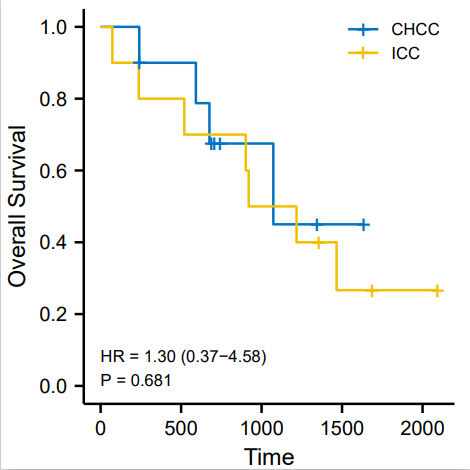 CHCC
ICC
Overall Survival
1.0
0.8
0.6
0.4
0.2
0.0
HR = 1.30 (0.37−4.58)
P = 0.681
0 500 1000 1500 2000
Time